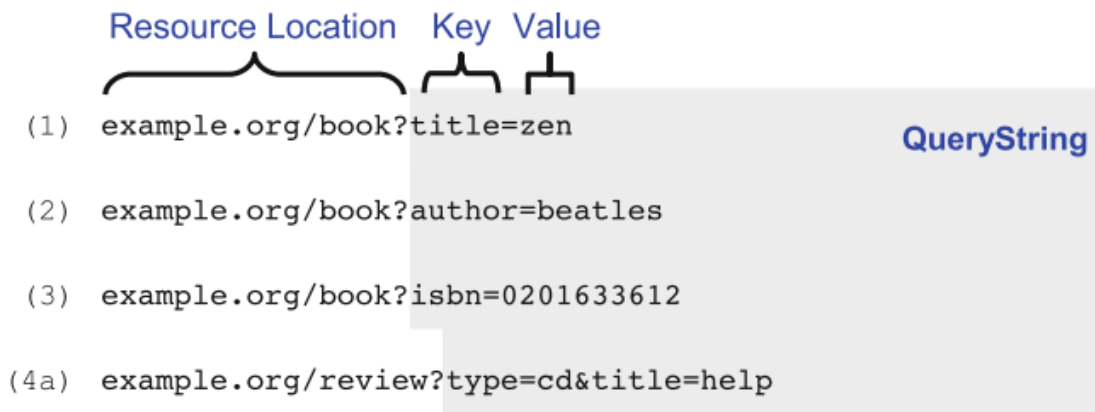 Resource Location Key Value
(1) example.org/book?title=zen
QueryString
(2) example.org/book?author=beatles
(3) example.org/book?isbn=0201633612
(4a) example.org/review?type=cd&title=help